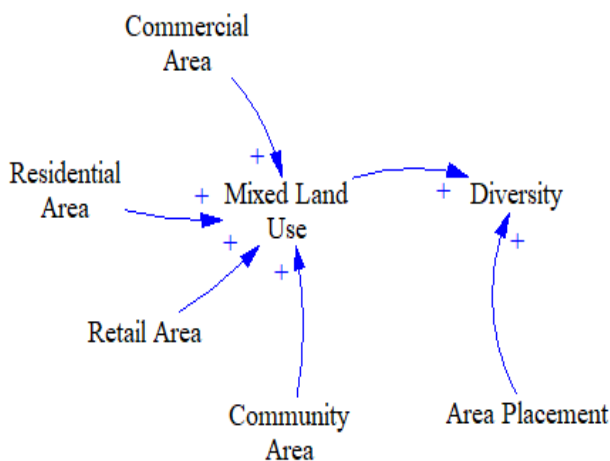 Commercial
Area
+
Residential
Area
+
Mixed Land
Use
+
Diversity
+
+
+
Retail Area
Community
Area
Area Placement